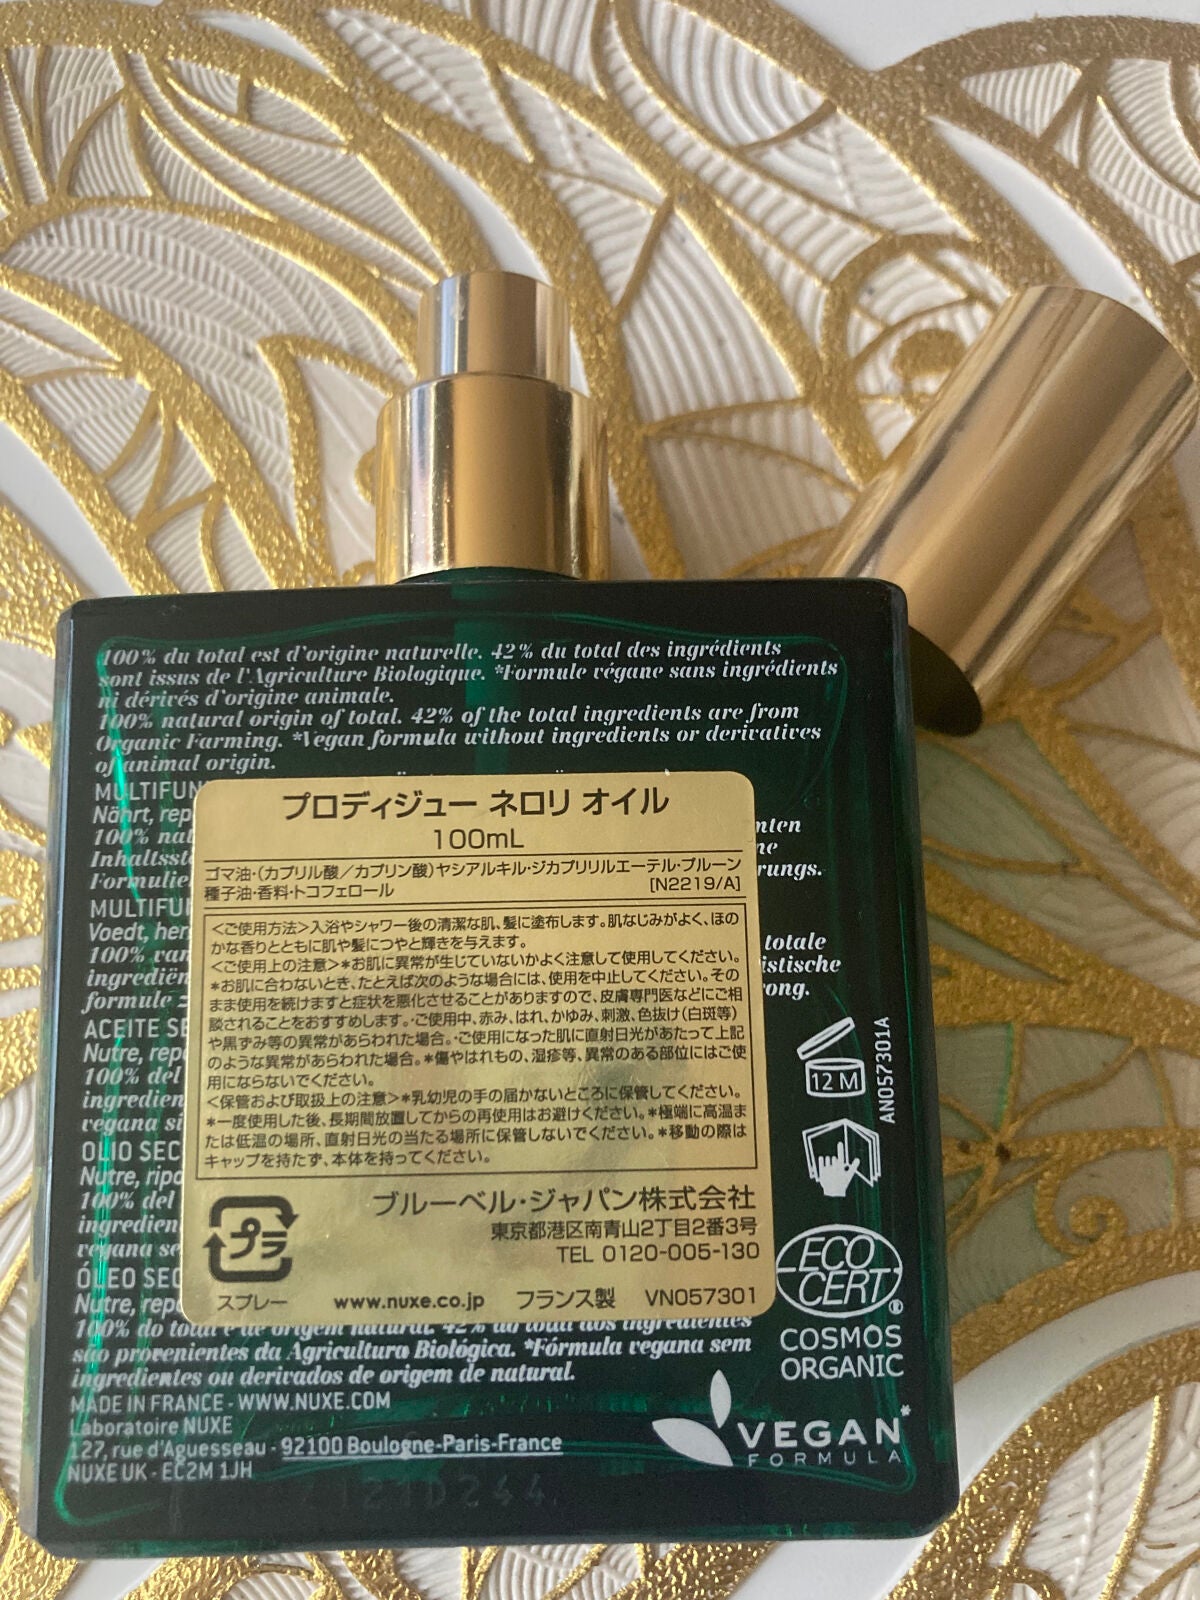 100% du total est d'origine naturelle. 42% du total des ingrédients
sont issus de l'Agriculture Biologique. *Formule végane sans ingrédients
ni dérivés d'origine animale.
100% natural origin of total. 42% of the total ingredients are from
Organic Farming. *Vegan formula without ingredients or derivatives
of animal origin.
MULTIFUN
Nährt, rep
100% nat
Inhaltsst
Formulie
rungs.
MULTIFU
Voedt, her
100% van
totale
ingredién
istische
formule
rong.
ACEITE SE
Nutre, repa
100% del
ingredien
vegana si
OLIO SEC
Nutre, ripa
100% del
ingredien
vegana se
ÓLEO SEC
Nutre, repa
100% do total é de origem natural. 42% do total dos ingredientes
são provenientes da Agricultura Biológica. *Fórmula vegana sem
ingredientes ou derivados de origem de natural.
MADE IN FRANCE - WWW.NUXE.COM
Laboratoire NUXE
127, rue d'Aguesseau - 92100 Boulogne-Paris-France
NUXE UK - EC2M 1JH
プロディジュー ネロリ オイル
100mL
ゴマ油・(カプリル酸／カプリン酸)ヤシアルキル・ジカプリリルエーテル・プルーン
種子油・香料・トコフェロール [N2219/A]
＜ご使用方法＞入浴やシャワー後の清潔な肌、髪に塗布します。肌なじみがよく、ほの
かな香りとともに肌や髪につやと輝きを与えます。
＜ご使用上の注意＞*お肌に異常が生じていないかよく注意して使用してください。
*お肌に合わないとき、たとえば次のような場合には、使用を中止してください。その
まま使用を続けますと症状を悪化させることがありますので、皮膚専門医などにご相
談されることをおすすめします。・ご使用中、赤み、はれ、かゆみ、刺激、色抜け(白斑等)
や黒ずみ等の異常があらわれた場合。・ご使用になった肌に直射日光があたって上記
のような異常があらわれた場合。*傷やはれもの、湿疹等、異常のある部位にはご使
用にならないでください。
＜保管および取扱上の注意＞*乳幼児の手の届かないところに保管してください。
*一度使用した後、長期間放置してからの再使用はお避けください。*極端に高温ま
たは低温の場所、直射日光の当たる場所に保管しないでください。*移動の際は
キャップを持たず、本体を持ってください。
ブルーベル・ジャパン株式会社
東京都港区南青山2丁目2番3号
TEL 0120-005-130
プラ
スプレー www.nuxe.co.jp フランス製 VN057301
12 M
AN057301A
ECO
CERT®
COSMOS
ORGANIC
VEGAN*
FORMULA